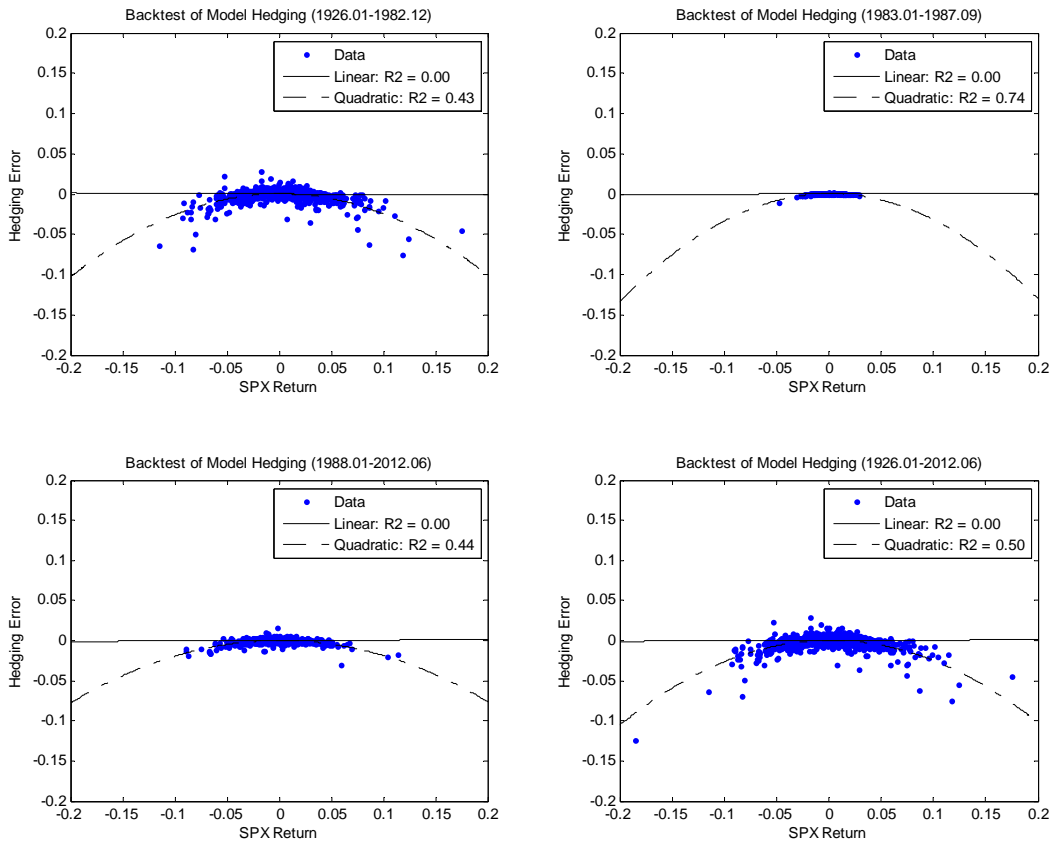 Backtest of Model Hedging (1926.01-1982.12)
0.2
0.15
0.1
0.05
0
-0.05
-0.1
-0.15
-0.2
Hedging Error
Data
Linear: R2 = 0.00
Quadratic: R2 = 0.43
-0.2 -0.15 -0.1 -0.05 0 0.05 0.1 0.15 0.2
SPX Return
Backtest of Model Hedging (1983.01-1987.09)
0.2
0.15
0.1
0.05
0
-0.05
-0.1
-0.15
-0.2
Hedging Error
Data
Linear: R2 = 0.00
Quadratic: R2 = 0.74
-0.2 -0.15 -0.1 -0.05 0 0.05 0.1 0.15 0.2
SPX Return
Backtest of Model Hedging (1988.01-2012.06)
0.2
0.15
0.1
0.05
0
-0.05
-0.1
-0.15
-0.2
Hedging Error
Data
Linear: R2 = 0.00
Quadratic: R2 = 0.44
-0.2 -0.15 -0.1 -0.05 0 0.05 0.1 0.15 0.2
SPX Return
Backtest of Model Hedging (1926.01-2012.06)
0.2
0.15
0.1
0.05
0
-0.05
-0.1
-0.15
-0.2
Hedging Error
Data
Linear: R2 = 0.00
Quadratic: R2 = 0.50
-0.2 -0.15 -0.1 -0.05 0 0.05 0.1 0.15 0.2
SPX Return